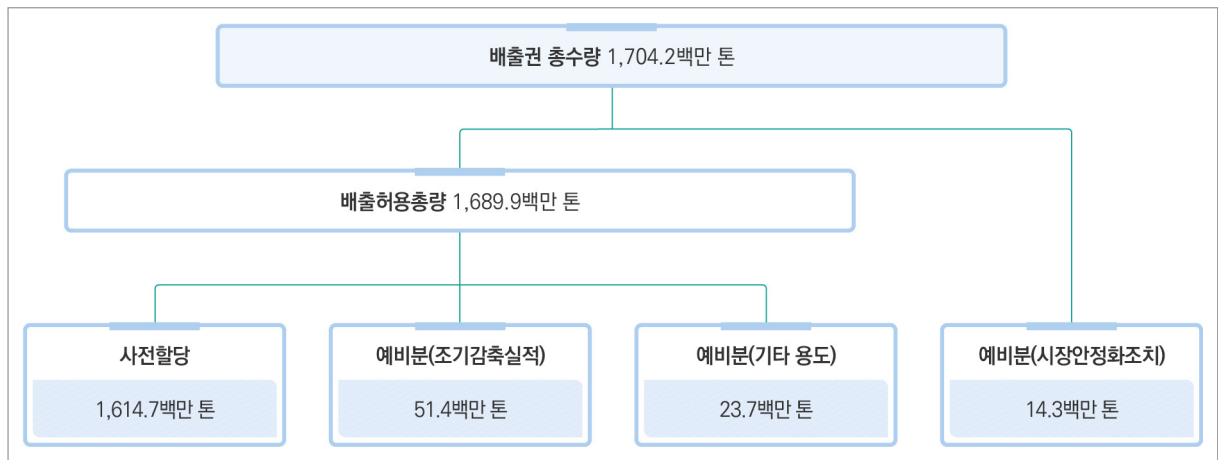 배출권 총수량 1,704.2백만 톤
배출허용총량 1,689.9백만 톤
사전할당
1,614.7백만 톤
예비분(조기감축실적)
51.4백만 톤
예비분(기타 용도)
23.7백만 톤
예비분(시장안정화조치)
14.3백만 톤